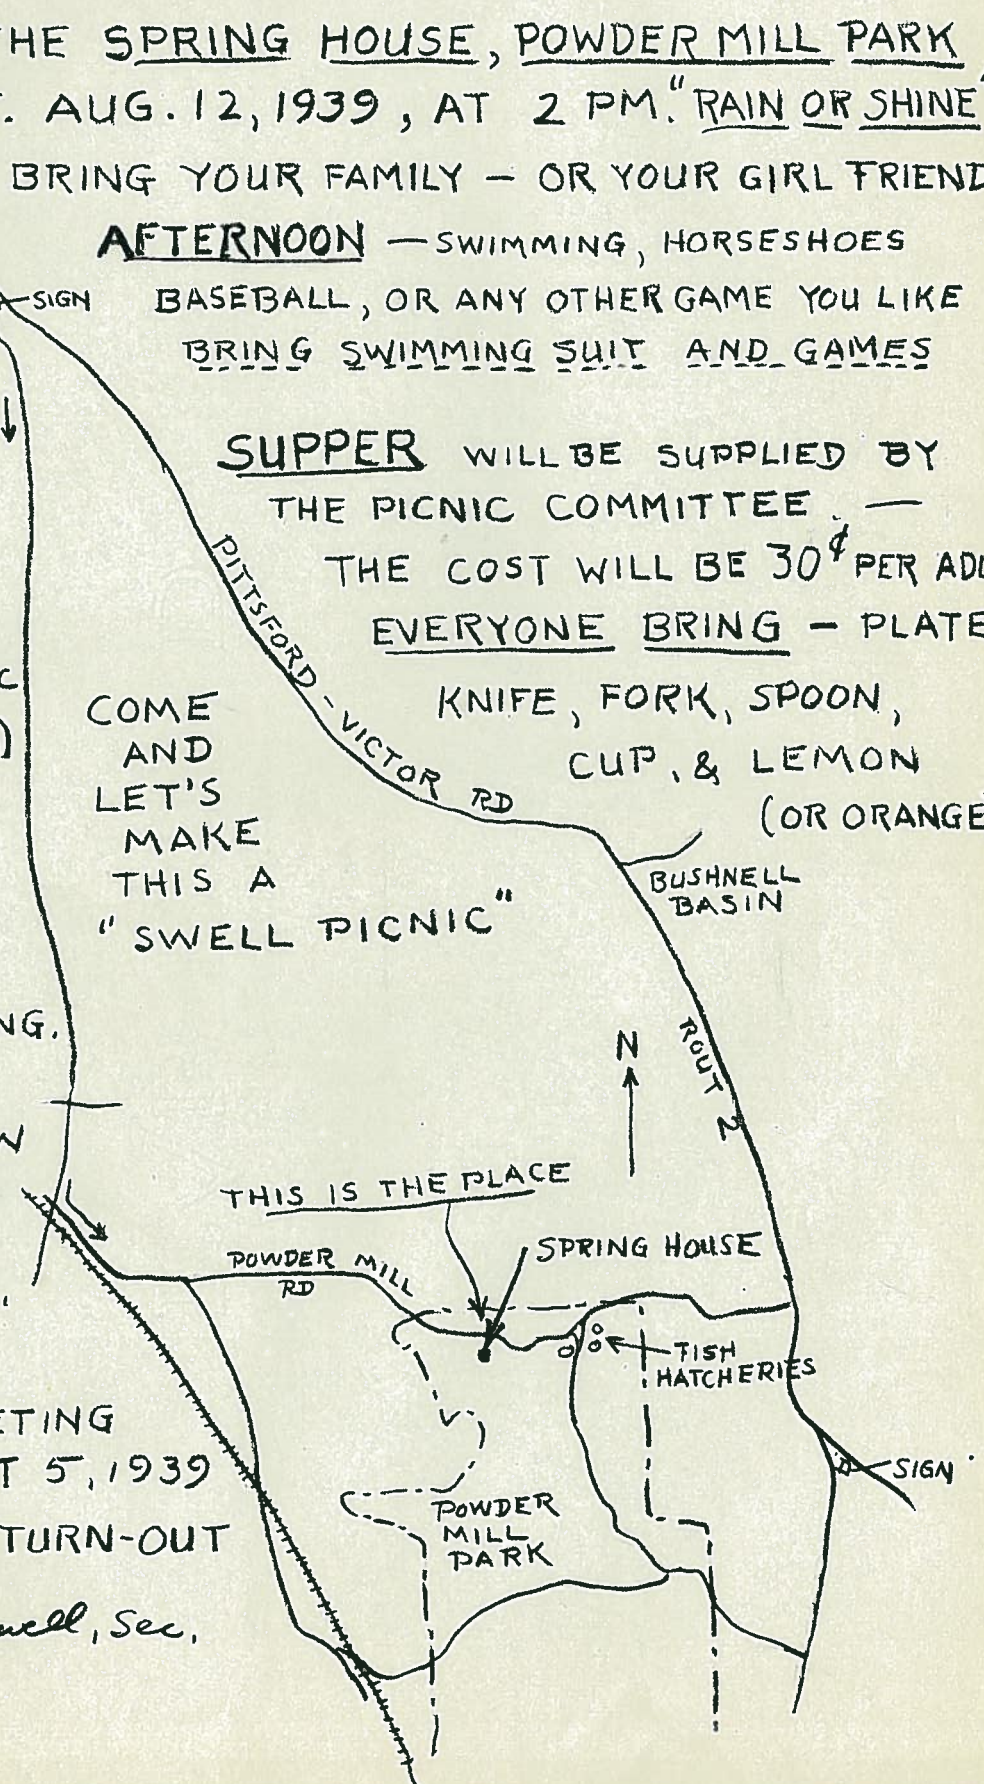 THE SPRING HOUSE, POWDER MILL PARK
. AUG. 12, 1939, AT 2 PM. "RAIN OR SHINE"
BRING YOUR FAMILY — OR YOUR GIRL FRIEND
AFTERNOON — SWIMMING, HORSESHOES
SIGN
BASEBALL, OR ANY OTHER GAME YOU LIKE
BRING SWIMMING SUIT AND GAMES
SUPPER WILL BE SUPPLIED BY
THE PICNIC COMMITTEE. —
THE COST WILL BE 30¢ PER
EVERYONE BRING — PLATE
KNIFE, FORK, SPOON,
CUP, & LEMON
(OR ORANGE
PITTSFORD - VICTOR RD
COME
AND
LET'S
MAKE
THIS A
"SWELL PICNIC"
BUSHNELL
BASIN
NG.
N
ROUT 2
THIS IS THE PLACE
SPRING HOUSE
POWDER MILL
RD
TISH
HATCHERIES
ETING
T 5, 1939
SIGN
TURN-OUT
POWDER
MILL
PARK
well, Sec.